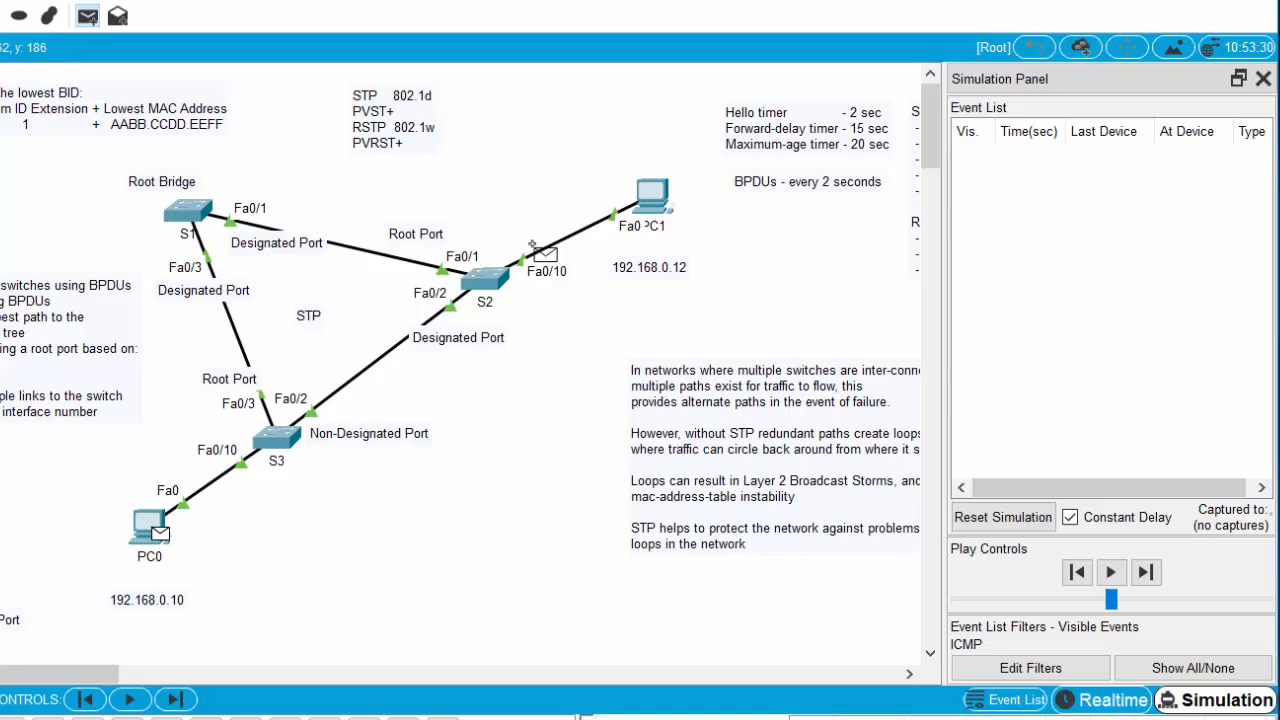 62, y: 186
[Root]
10:53:30
the lowest BID:
m ID Extension + Lowest MAC Address
1 + AABB.CCDD.EEFF
STP 802.1d
PVST+
RSTP 802.1w
PVRST+
Hello timer - 2 sec
Forward-delay timer - 15 sec
Maximum-age timer - 20 sec
BPDUs - every 2 seconds
S
-
-
-
-
R
-
-
-
Root Bridge
Fa0/1
S1
Designated Port
Fa0/3
Designated Port
Root Port
Fa0/1
Fa0/2
S2
Fa0/10
Fa0
PC1
192.168.0.12
Designated Port
STP
switches using BPDUs
g BPDUs
est path to the
tree
ing a root port based on:
ple links to the switch
interface number
Root Port
Fa0/3
Fa0/2
Non-Designated Port
Fa0/10
S3
Fa0
PC0
192.168.0.10
Port
In networks where multiple switches are inter-conne
multiple paths exist for traffic to flow, this
provides alternate paths in the event of failure.
However, without STP redundant paths create loops
where traffic can circle back around from where it s
Loops can result in Layer 2 Broadcast Storms, and
mac-address-table instability
STP helps to protect the network against problems
loops in the network
Simulation Panel
Event List
Vis. Time(sec) Last Device At Device Type
Reset Simulation
Constant Delay
Captured to:
(no captures)
Play Controls
Event List Filters - Visible Events
ICMP
Edit Filters
Show All/None
CONTROLS:
Event List
Realtime
Simulation